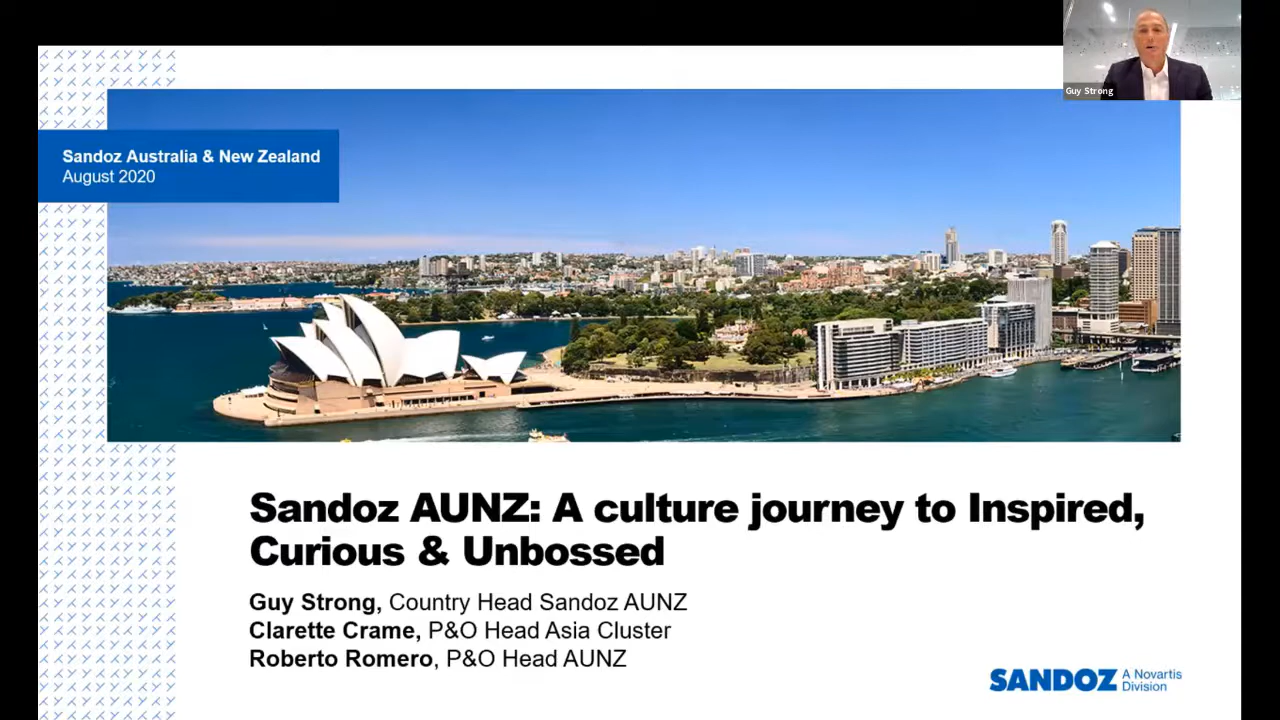 Guy Strong
Sandoz Australia & New Zealand
August 2020
Sandoz AUNZ: A culture journey to Inspired,
Curious & Unbossed
Guy Strong, Country Head Sandoz AUNZ
Clarette Crame, P&O Head Asia Cluster
Roberto Romero, P&O Head AUNZ
SANDOZ A Novartis
Division